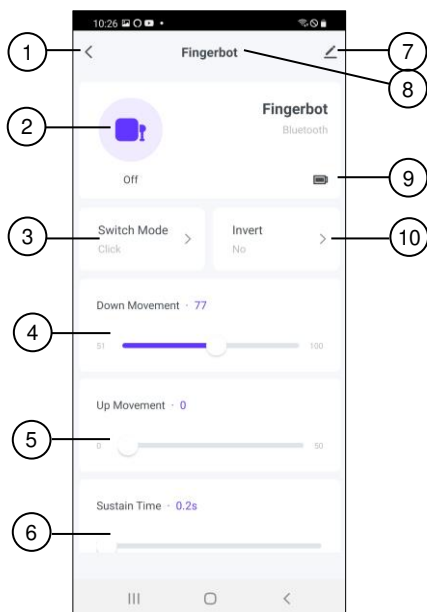 10:26
Fingerbot
Fingerbot
Bluetooth
Off
Switch Mode
Click
Invert
No
Down Movement · 77
51 100
Up Movement · 0
0 50
Sustain Time · 0.2s
1
2
3
4
5
6
7
8
9
10